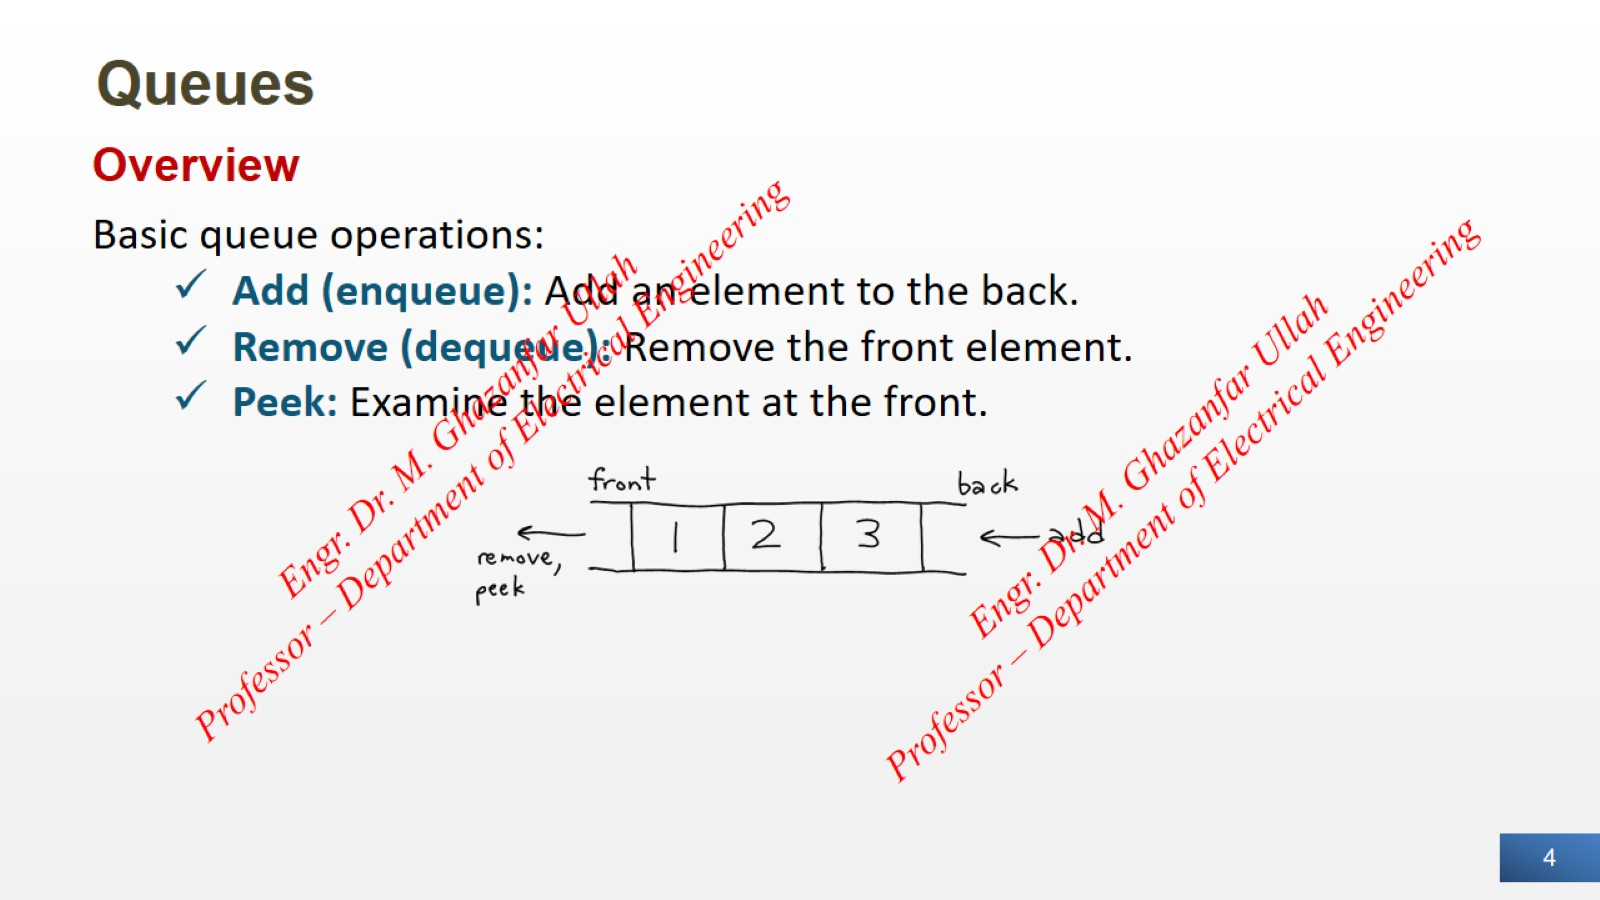 Queues
Overview
Basic queue operations:
✓ Add (enqueue): Add an element to the back.
✓ Remove (dequeue): Remove the front element.
✓ Peek: Examine the element at the front.
front
back
1 2 3
add
remove,
peek
Engr. Dr. M. Ghazanfar Ullah
Professor – Department of Electrical Engineering
Engr. Dr. M. Ghazanfar Ullah
Professor – Department of Electrical Engineering
4